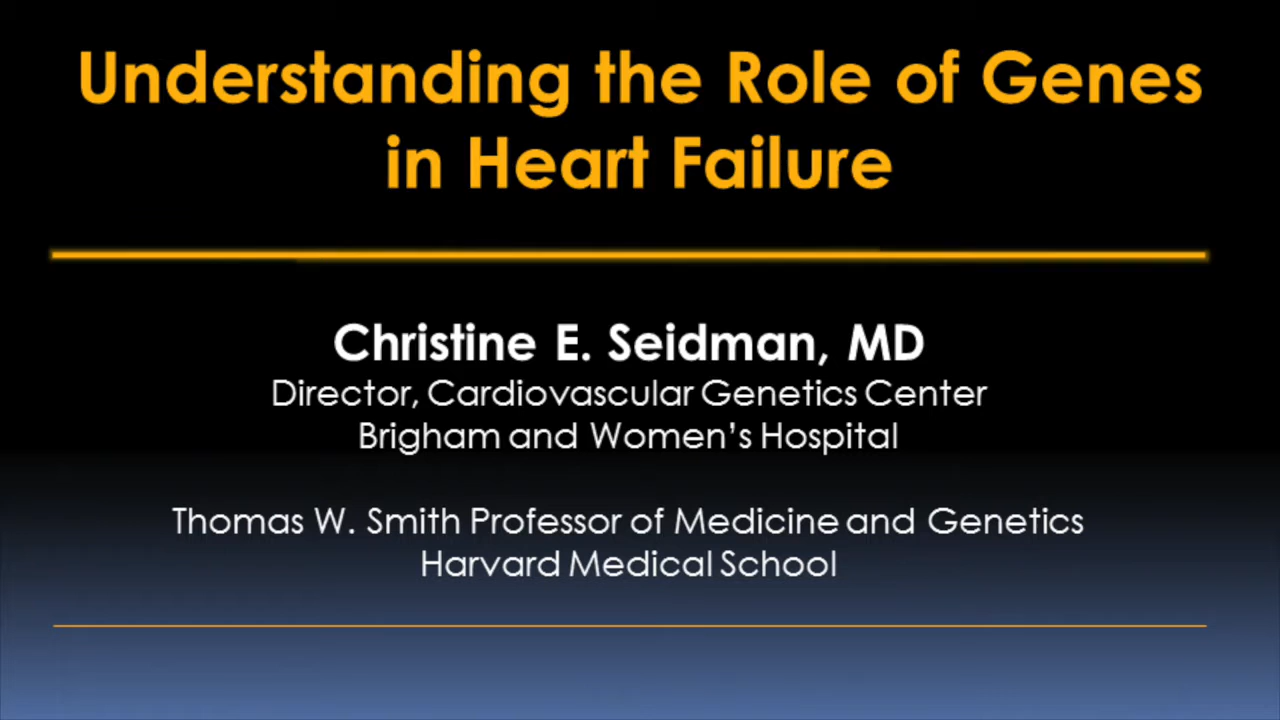 Understanding the Role of Genes
in Heart Failure
Christine E. Seidman, MD
Director, Cardiovascular Genetics Center
Brigham and Women’s Hospital
Thomas W. Smith Professor of Medicine and Genetics
Harvard Medical School